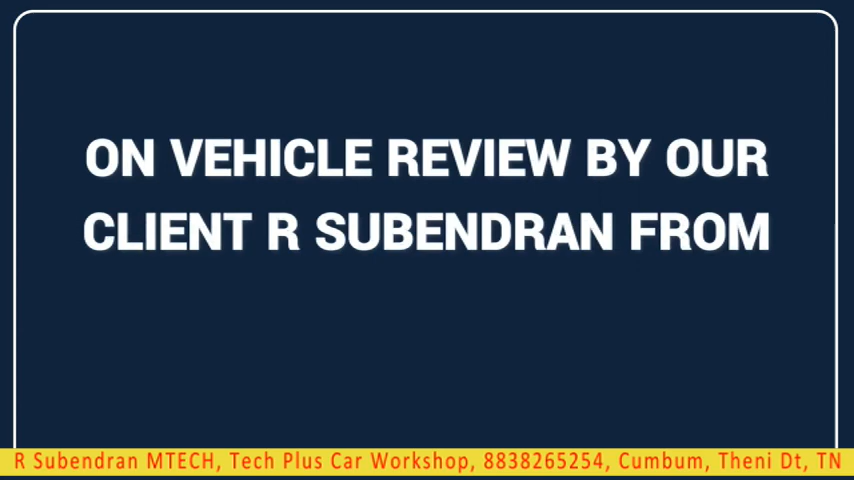 ON VEHICLE REVIEW BY OUR
CLIENT R SUBENDRAN FROM
R Subendran MTECH, Tech Plus Car Workshop, 8838265254, Cumbum, Theni Dt, TN